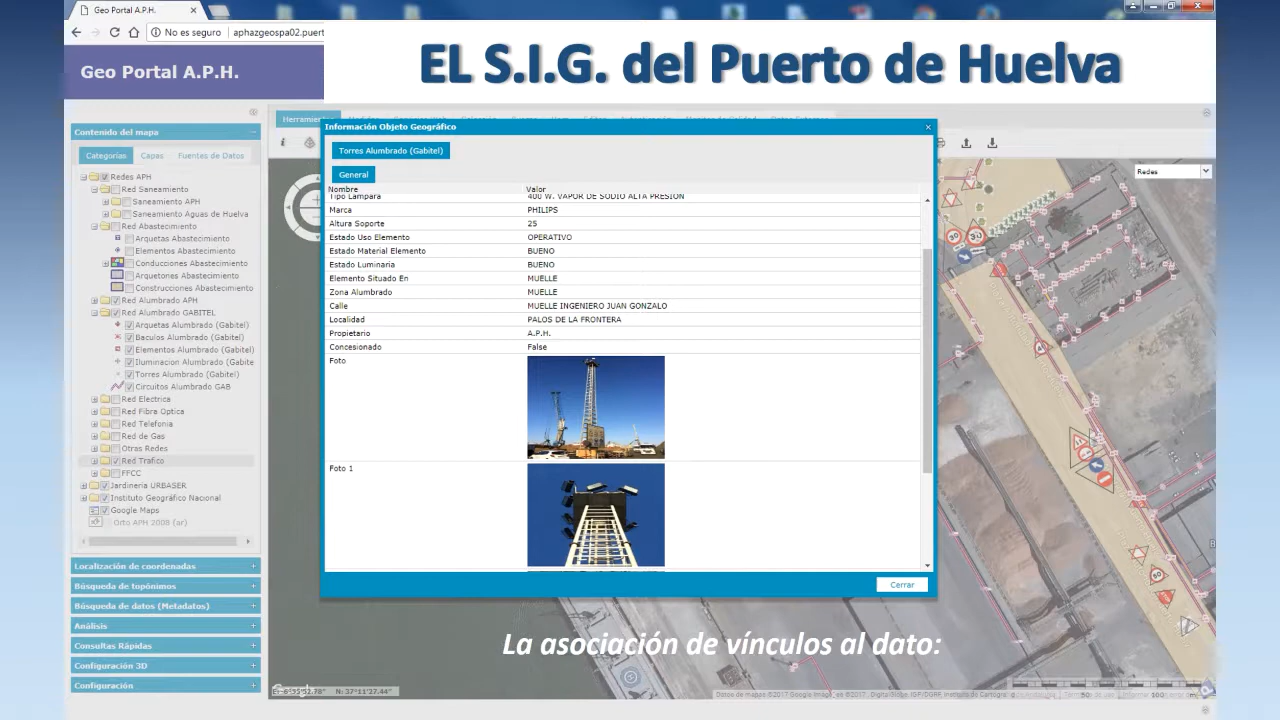 Geo Portal A.P.H.
No es seguro
aphazgeospa02.puert
EL S.I.G. del Puerto de Huelva
Geo Portal A.P.H.
Contenido del mapa
Categorías Capas Fuentes de Datos
Redes APH
Red Saneamiento
Saneamiento APH
Saneamiento Aguas de Huelva
Red Abastecimiento
Arquetas Abastecimiento
Elementos Abastecimiento
Conducciones Abastecimiento
Arquetones Abastecimiento
Construcciones Abastecimiento
Red Alumbrado APH
Red Alumbrado GABITEL
Arquetas Alumbrado (Gabitel)
Baculos Alumbrado (Gabitel)
Elementos Alumbrado (Gabitel)
Iluminacion Alumbrado (Gabite
Torres Alumbrado (Gabitel)
Circuitos Alumbrado GAB
Red Electrica
Red Fibra Optica
Red Telefonia
Red de Gas
Otras Redes
Red Trafico
FFCC
Jardineria URBASER
Instituto Geográfico Nacional
Google Maps
Orto APH 2008 (ar)
Localización de coordenadas
Búsqueda de topónimos
Búsqueda de datos (Metadatos)
Análisis
Consultas Rápidas
Configuración 3D
Configuración
Herramien
Información Objeto Geográfico
Torres Alumbrado (Gabitel)
General
Nombre Valor
Tipo Lampara 400 W. VAPOR DE SODIO ALTA PRESION
Marca PHILIPS
Altura Soporte 25
Estado Uso Elemento OPERATIVO
Estado Material Elemento BUENO
Estado Luminaria BUENO
Elemento Situado En MUELLE
Zona Alumbrado MUELLE
Calle MUELLE INGENIERO JUAN GONZALO
Localidad PALOS DE LA FRONTERA
Propietario A.P.H.
Concesionado False
Foto
Foto 1
Cerrar
Redes
La asociación de vínculos al dato:
N: 37°11'27.44"